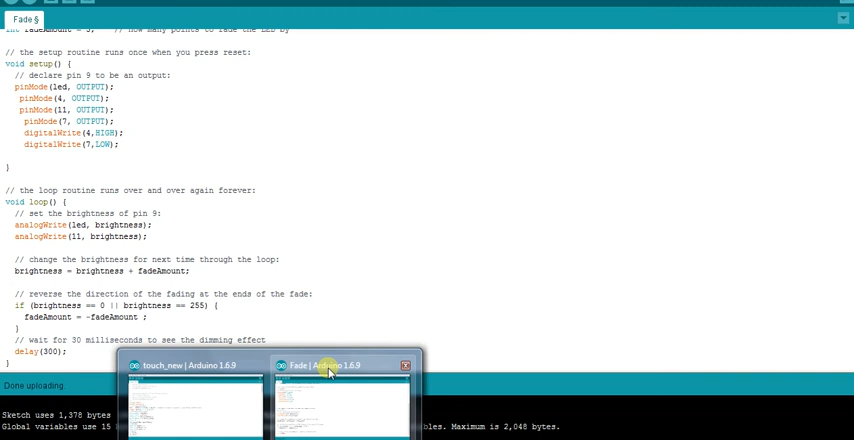 Fade §
int fadeAmount = 5;    // how many points to fade the LED by
// the setup routine runs once when you press reset:
void setup() {
  // declare pin 9 to be an output:
  pinMode(led, OUTPUT);
   pinMode(4, OUTPUT);
   pinMode(11, OUTPUT);
    pinMode(7, OUTPUT);
    digitalWrite(4,HIGH);
    digitalWrite(7,LOW);
}
// the loop routine runs over and over again forever:
void loop() {
  // set the brightness of pin 9:
  analogWrite(led, brightness);
  analogWrite(11, brightness);
  // change the brightness for next time through the loop:
  brightness = brightness + fadeAmount;
  // reverse the direction of the fading at the ends of the fade:
  if (brightness == 0 || brightness == 255) {
    fadeAmount = -fadeAmount ;
  }
  // wait for 30 milliseconds to see the dimming effect
  delay(300);
}
touch_new | Arduino 1.6.9
Fade | Arduino 1.6.9
Done uploading.
Sketch uses 1,378 bytes
Global variables use 15
bles. Maximum is 2,048 bytes.